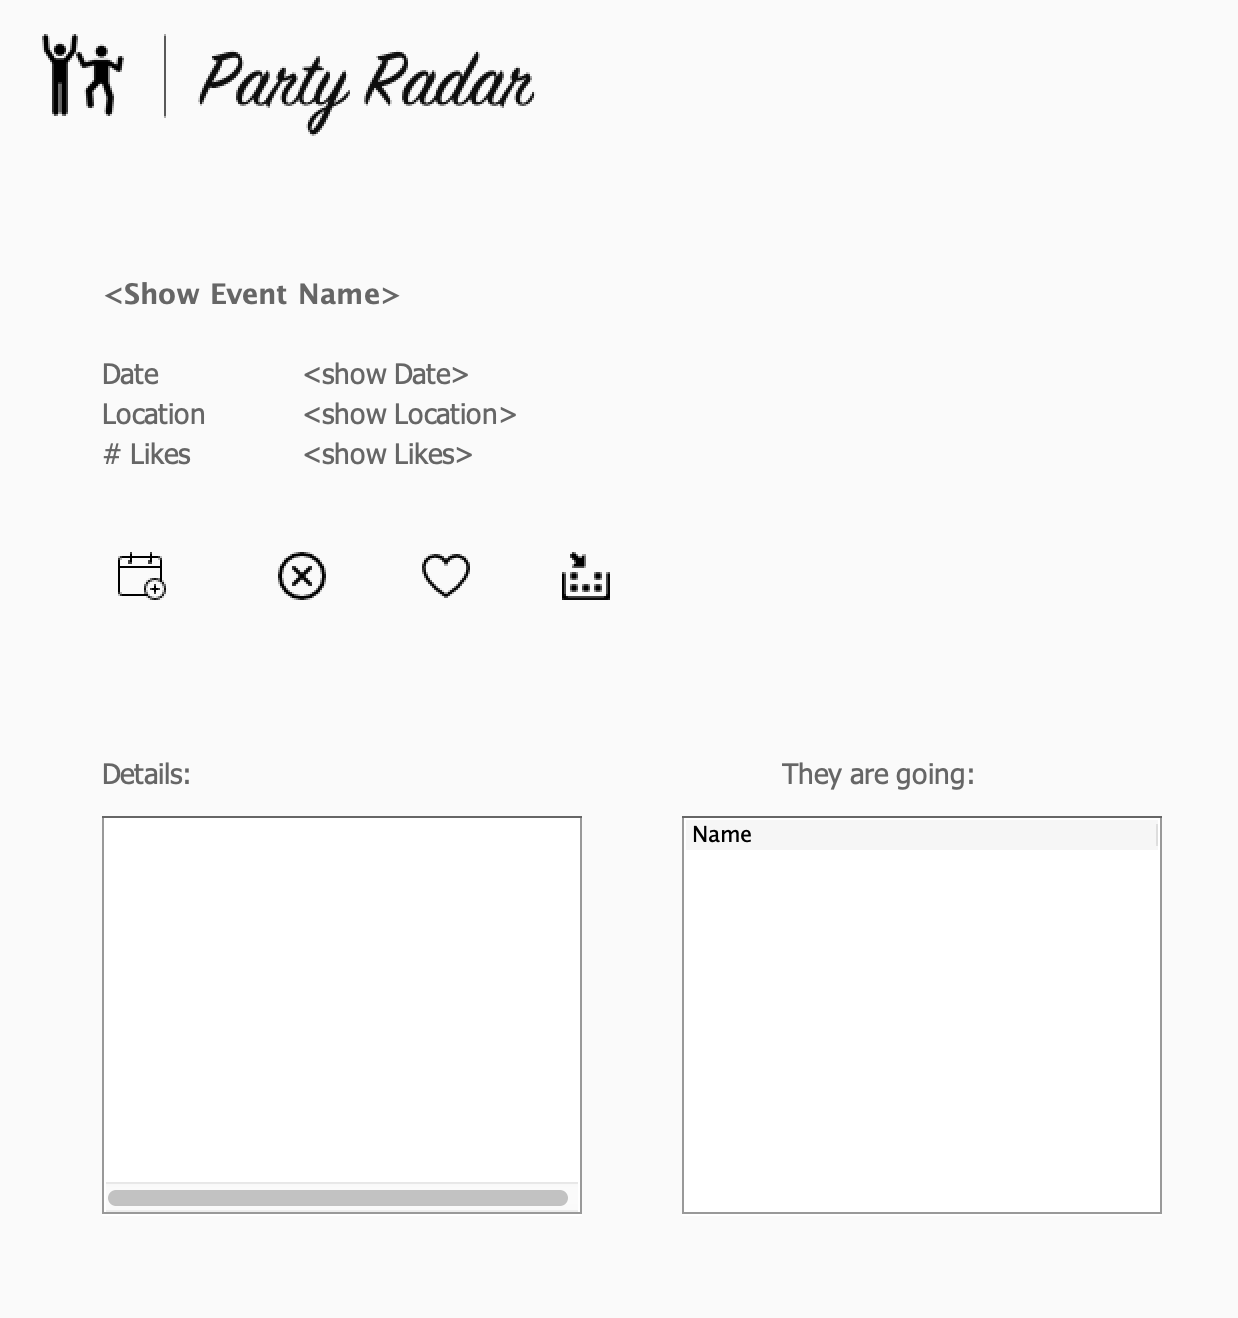 Party Radar
<Show Event Name>
Date <show Date>
Location <show Location>
# Likes <show Likes>
Details:
They are going:
Name